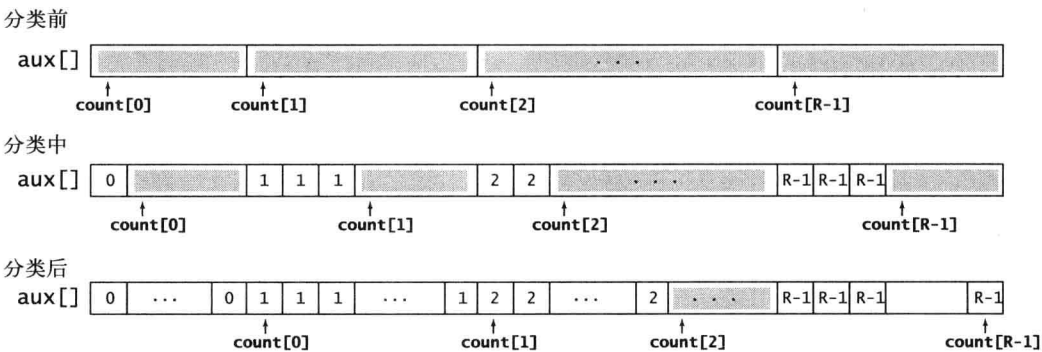 分类前
aux[] . . .
count[0] count[1] count[2] count[R-1]
分类中
aux[] 0 1 1 1 2 2 . . . R-1 R-1 R-1
count[0] count[1] count[2] count[R-1]
分类后
aux[] 0 ... 0 1 1 1 ... 1 2 2 ... 2 . . . R-1 R-1 R-1 R-1
count[0] count[1] count[2] count[R-1]